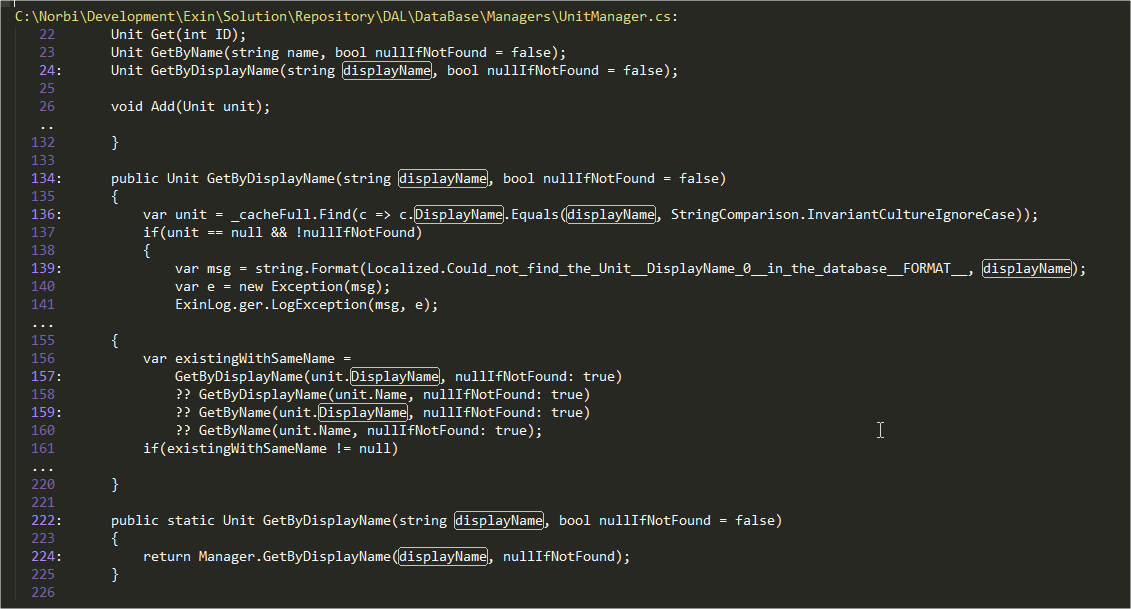 C:\Norbi\Development\Exin\Solution\Repository\DAL\DataBase\Managers\UnitManager.cs:
22 Unit Get(int ID);
23 Unit GetByName(string name, bool nullIfNotFound = false);
24: Unit GetByDisplayName(string displayName, bool nullIfNotFound = false);
25
26 void Add(Unit unit);
..
132 }
133
134: public Unit GetByDisplayName(string displayName, bool nullIfNotFound = false)
135 {
136: var unit = _cacheFull.Find(c => c.DisplayName.Equals(displayName, StringComparison.InvariantCultureIgnoreCase));
137 if(unit == null && !nullIfNotFound)
138 {
139: var msg = string.Format(Localized.Could_not_find_the_Unit__DisplayName_0__in_the_database__FORMAT__, displayName);
140 var e = new Exception(msg);
141 ExinLog.ger.LogException(msg, e);
...
155 {
156 var existingWithSameName =
157: GetByDisplayName(unit.DisplayName, nullIfNotFound: true)
158 ?? GetByDisplayName(unit.Name, nullIfNotFound: true)
159: ?? GetByName(unit.DisplayName, nullIfNotFound: true)
160 ?? GetByName(unit.Name, nullIfNotFound: true);
161 if(existingWithSameName != null)
...
220 }
221
222: public static Unit GetByDisplayName(string displayName, bool nullIfNotFound = false)
223 {
224: return Manager.GetByDisplayName(displayName, nullIfNotFound);
225 }
226